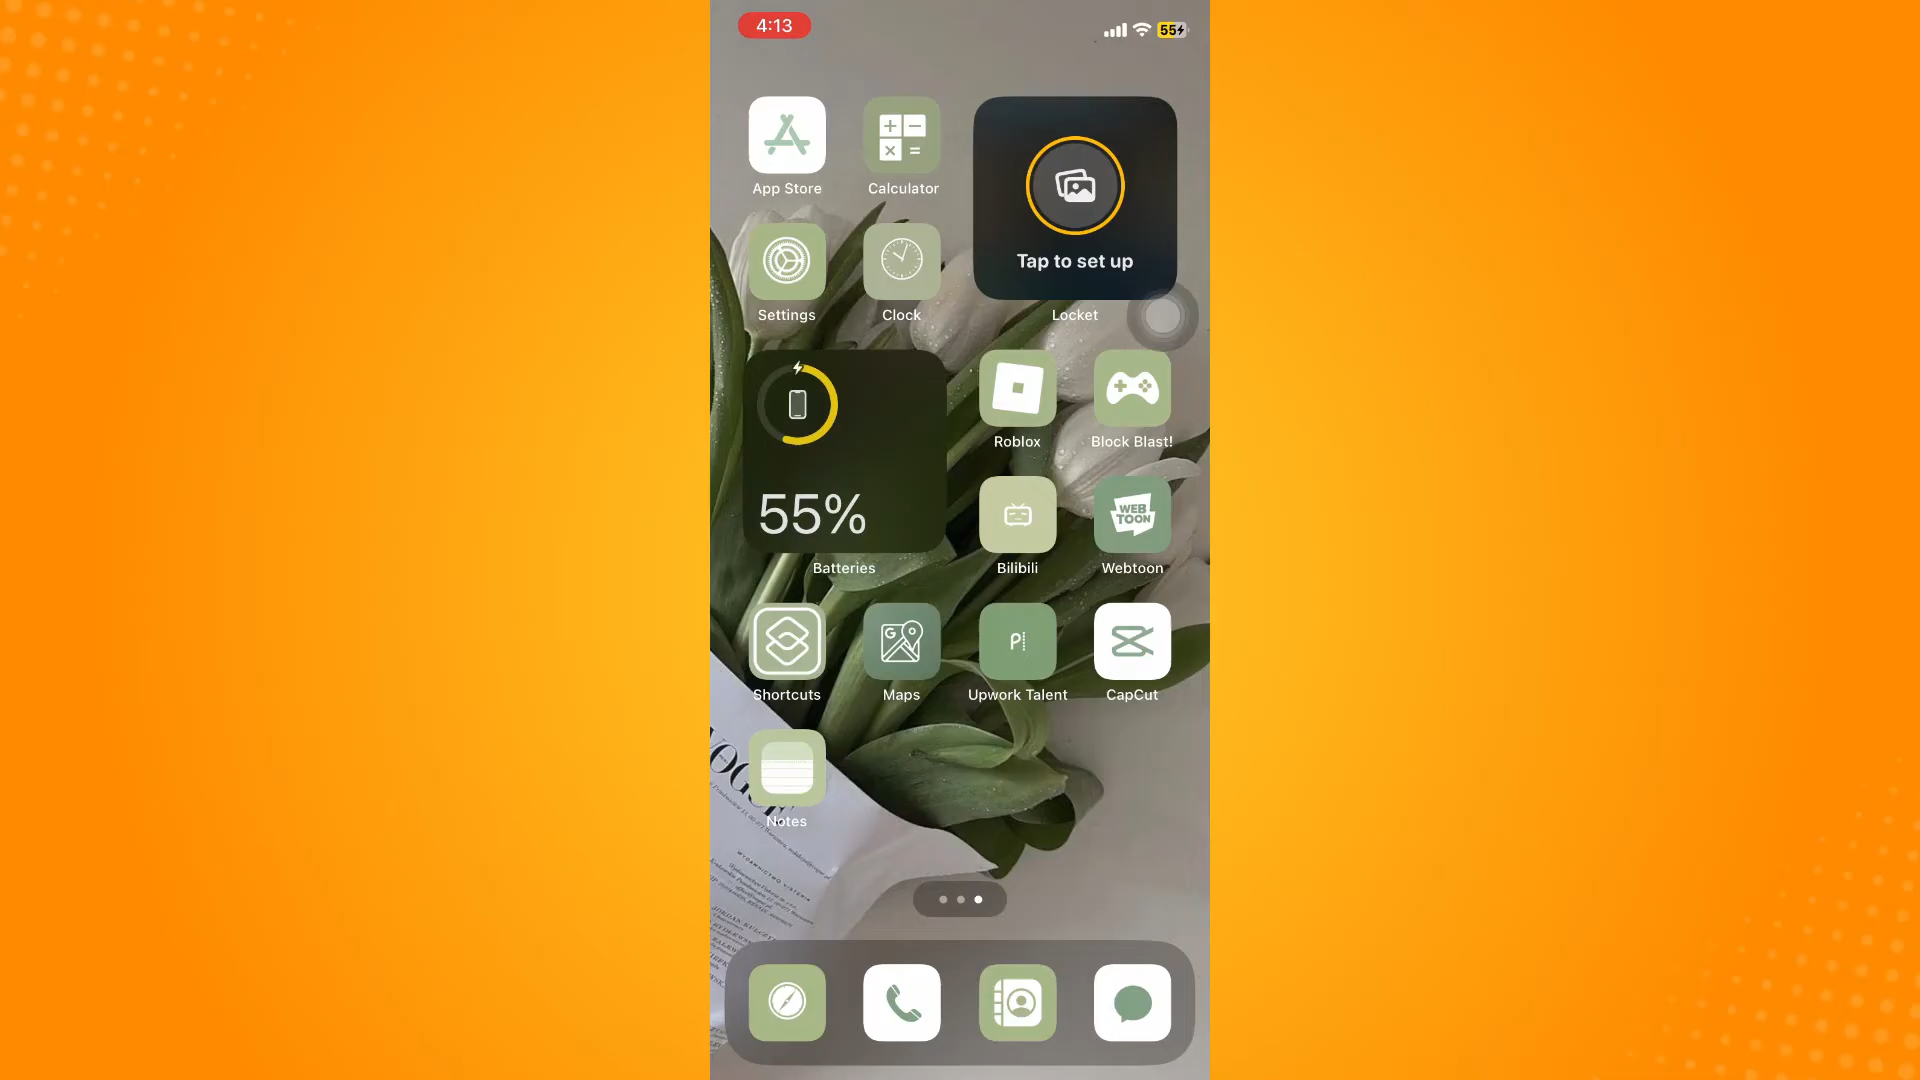 4:13
55
App Store
Calculator
Tap to set up
Settings
Clock
Locket
Roblox
Block Blast!
55%
WEB
TOON
Batteries
Bilibili
Webtoon
G
Shortcuts
Maps
Upwork Talent
CapCut
Notes